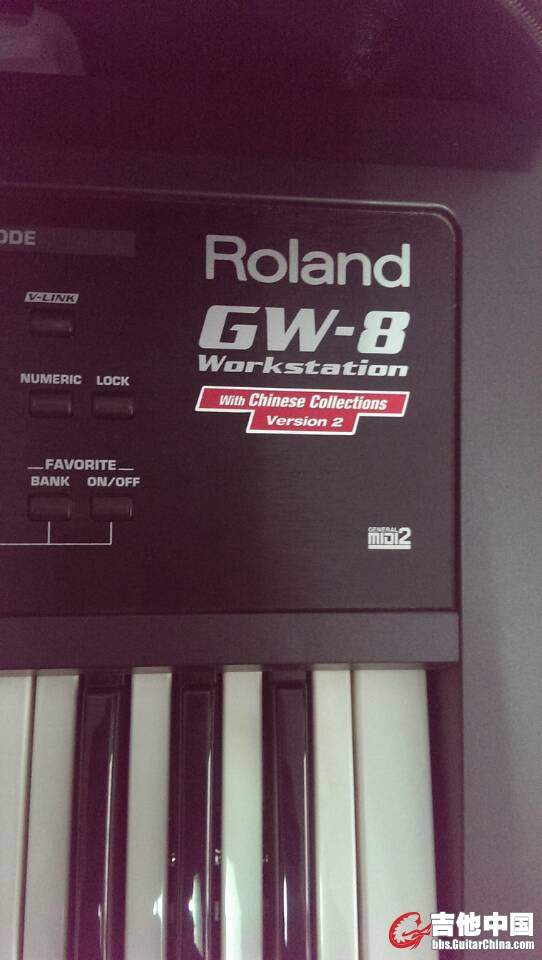 ODE
Roland
V-LINK
GW-8
Workstation
NUMERIC LOCK
With Chinese Collections
Version 2
FAVORITE
BANK ON/OFF
GENERAL
MIDI2
吉他中国
bbs.GuitarChina.com